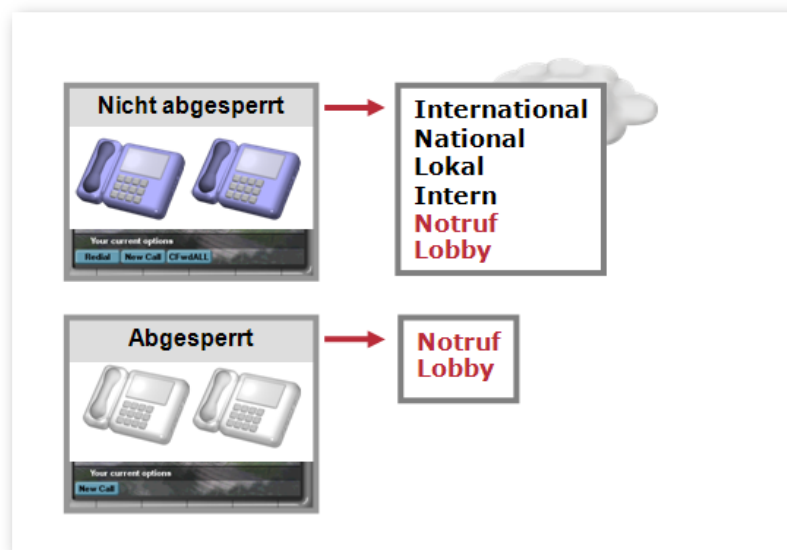 Nicht abgesperrt
International
National
Lokal
Intern
Notruf
Lobby
Your current options
Redial New Call CFwdALL
Abgesperrt
Notruf
Lobby
Your current options
New Call